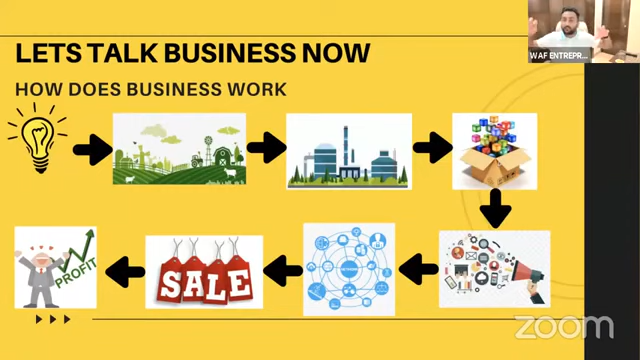 LETS TALK BUSINESS NOW
WAF ENTREPR...
HOW DOES BUSINESS WORK
PROFIT
SALE
zoom